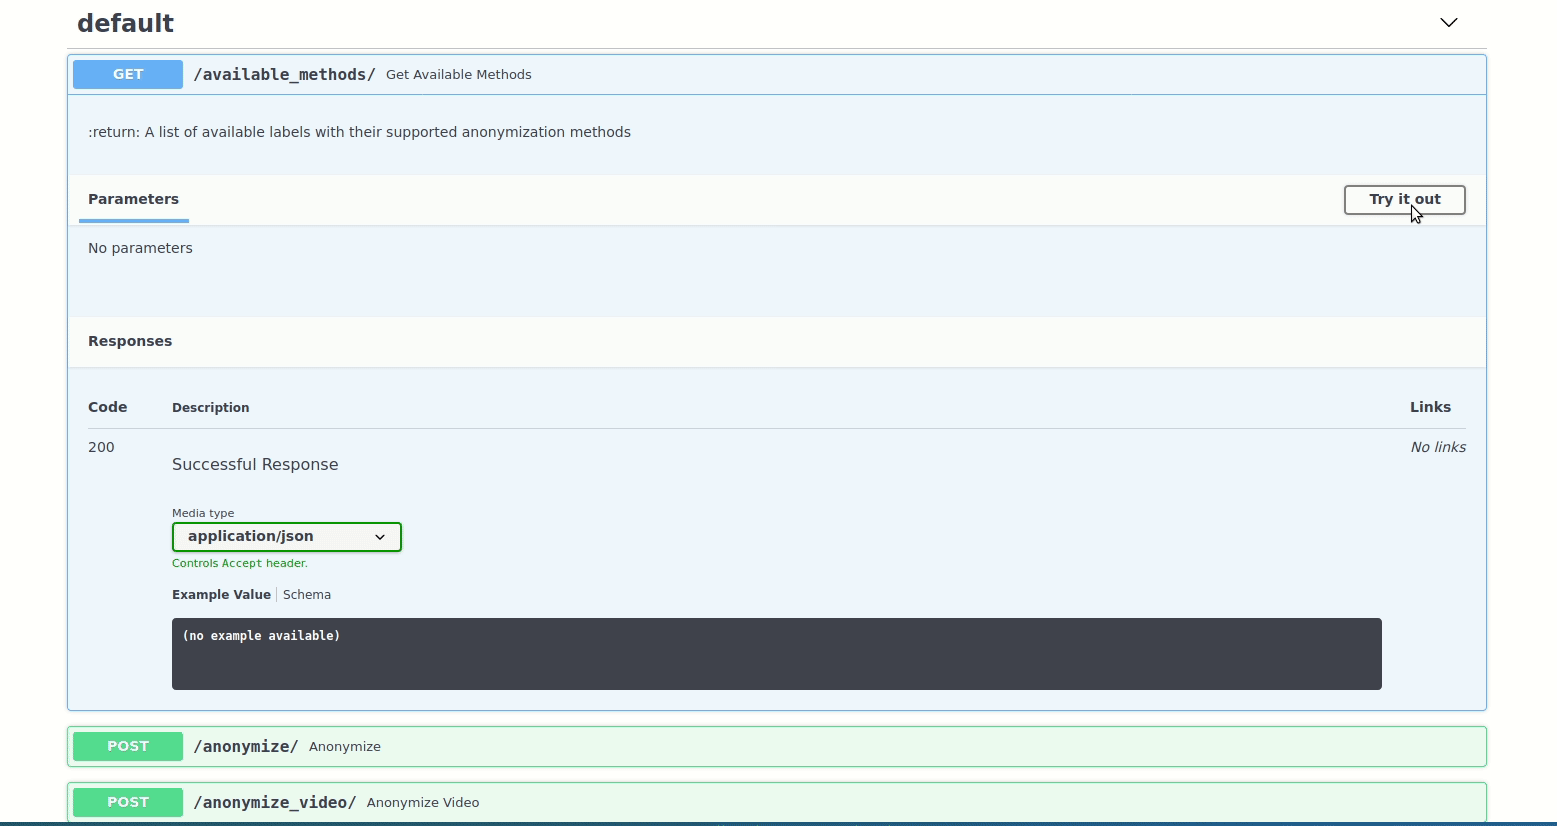 default
GET /available_methods/ Get Available Methods
:return: A list of available labels with their supported anonymization methods
Parameters Try it out
No parameters
Responses
Code Description Links
200 No links
Successful Response
Media type
application/json
Controls Accept header.
Example Value Schema
(no example available)
POST /anonymize/ Anonymize
POST /anonymize_video/ Anonymize Video